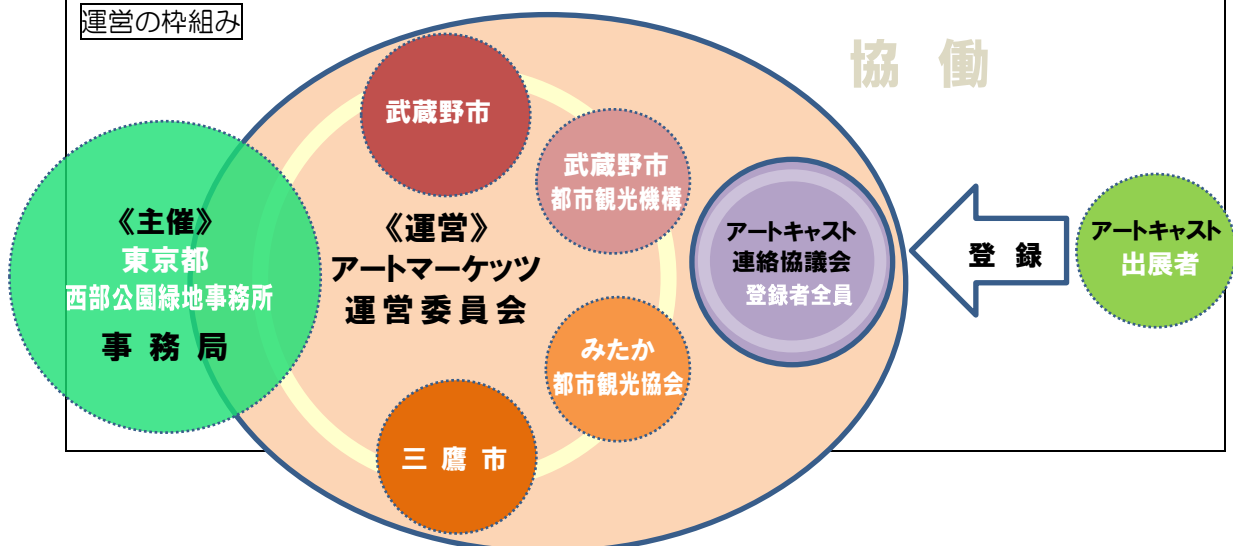 運営の枠組み
協 働
武蔵野市
武蔵野市
都市観光機構
《主催》
東京都
西部公園緑地事務所
事 務 局
《運営》
アートマーケッツ
運営委員会
アートキャスト
連絡協議会
登録者全員
登 録
アートキャスト
出展者
みたか
都市観光協会
三 鷹 市